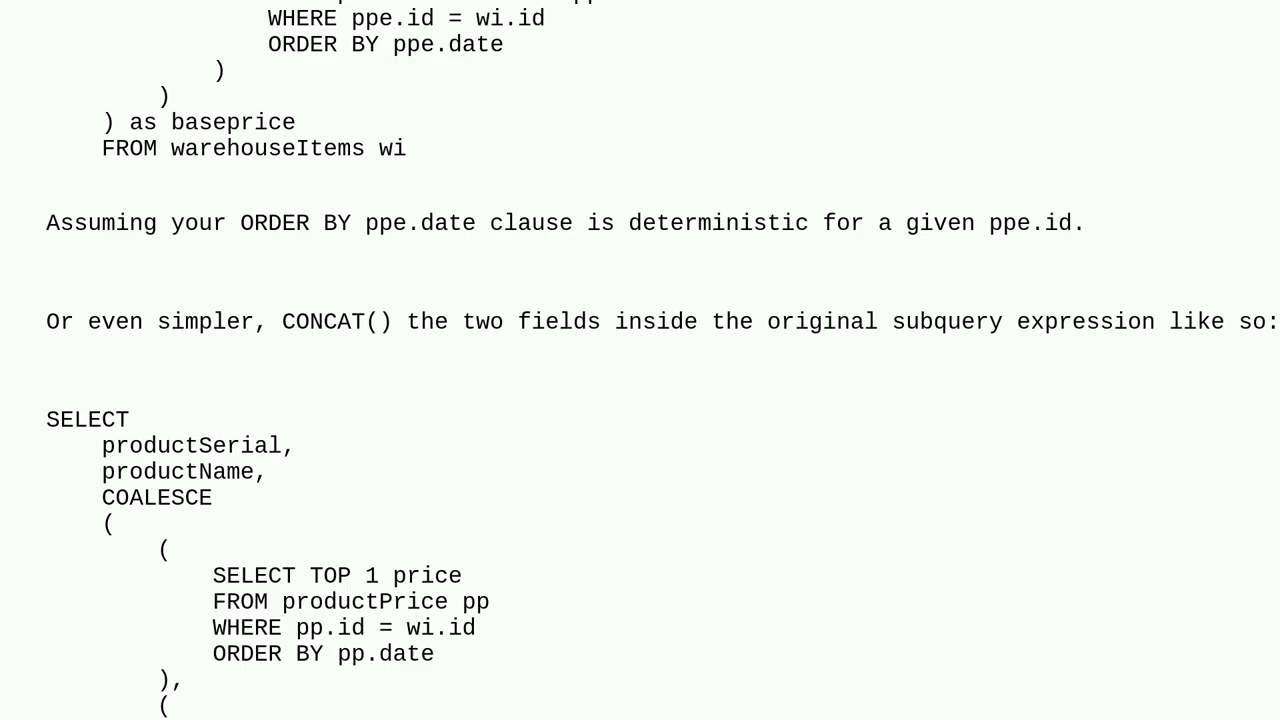 WHERE ppe.id = wi.id
ORDER BY ppe.date
)
)
) as baseprice
FROM warehouseItems wi
Assuming your ORDER BY ppe.date clause is deterministic for a given ppe.id.
Or even simpler, CONCAT() the two fields inside the original subquery expression like so:
SELECT
productSerial,
productName,
COALESCE
(
(
SELECT TOP 1 price
FROM productPrice pp
WHERE pp.id = wi.id
ORDER BY pp.date
),
(